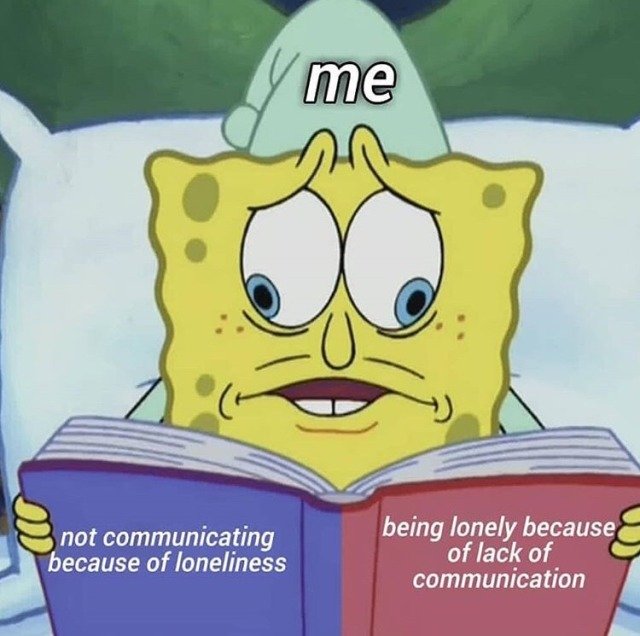 me
not communicating
because of loneliness
being lonely because
of lack of
communication